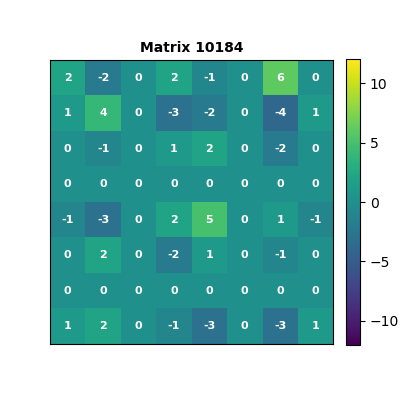 Matrix 10184
2 -2 0 2 -1 0 6 0
1 4 0 -3 -2 0 -4 1
0 -1 0 1 2 0 -2 0
0 0 0 0 0 0 0 0
-1 -3 0 2 5 0 1 -1
0 2 0 -2 1 0 -1 0
0 0 0 0 0 0 0 0
1 2 0 -1 -3 0 -3 1
10
5
0
−5
−10